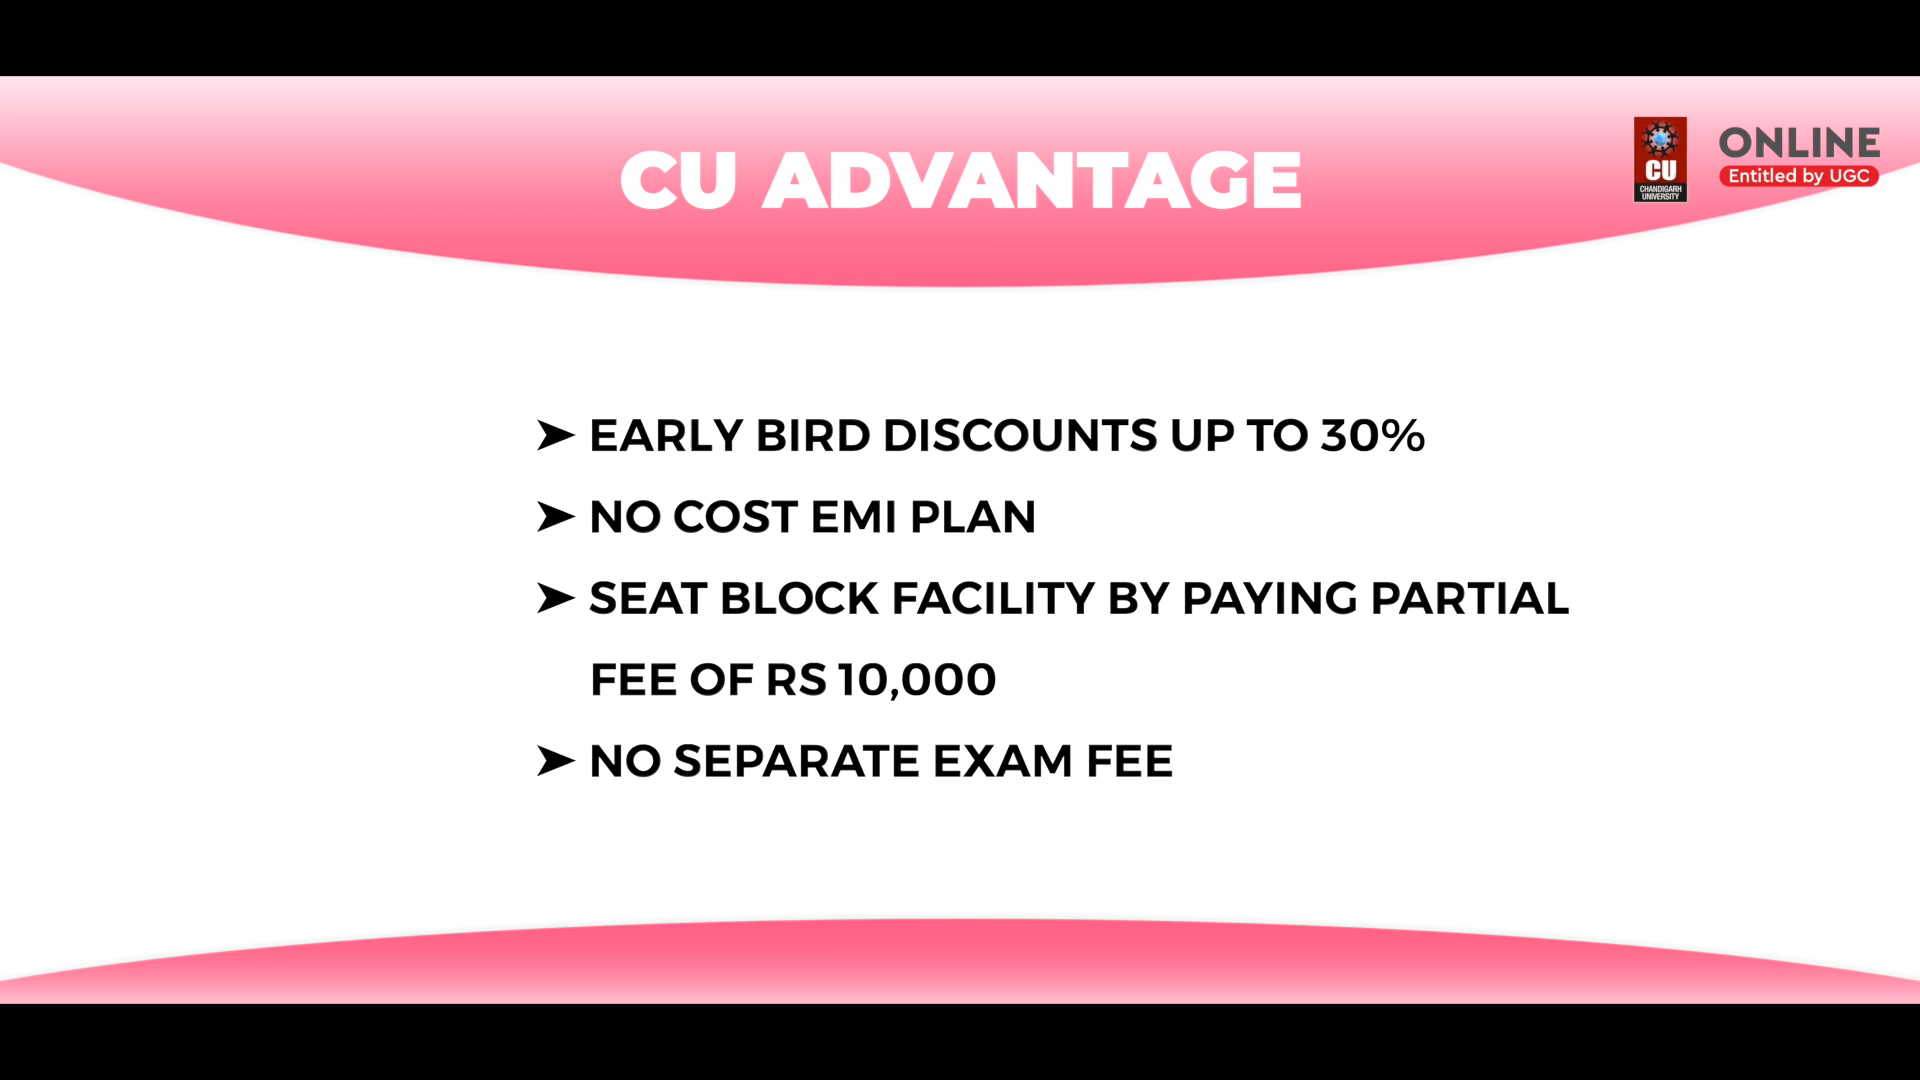 CU ADVANTAGE
CU
CHANDIGARH
UNIVERSITY
ONLINE
Entitled by UGC
➤ EARLY BIRD DISCOUNTS UP TO 30%
➤ NO COST EMI PLAN
➤ SEAT BLOCK FACILITY BY PAYING PARTIAL
FEE OF RS 10,000
➤ NO SEPARATE EXAM FEE